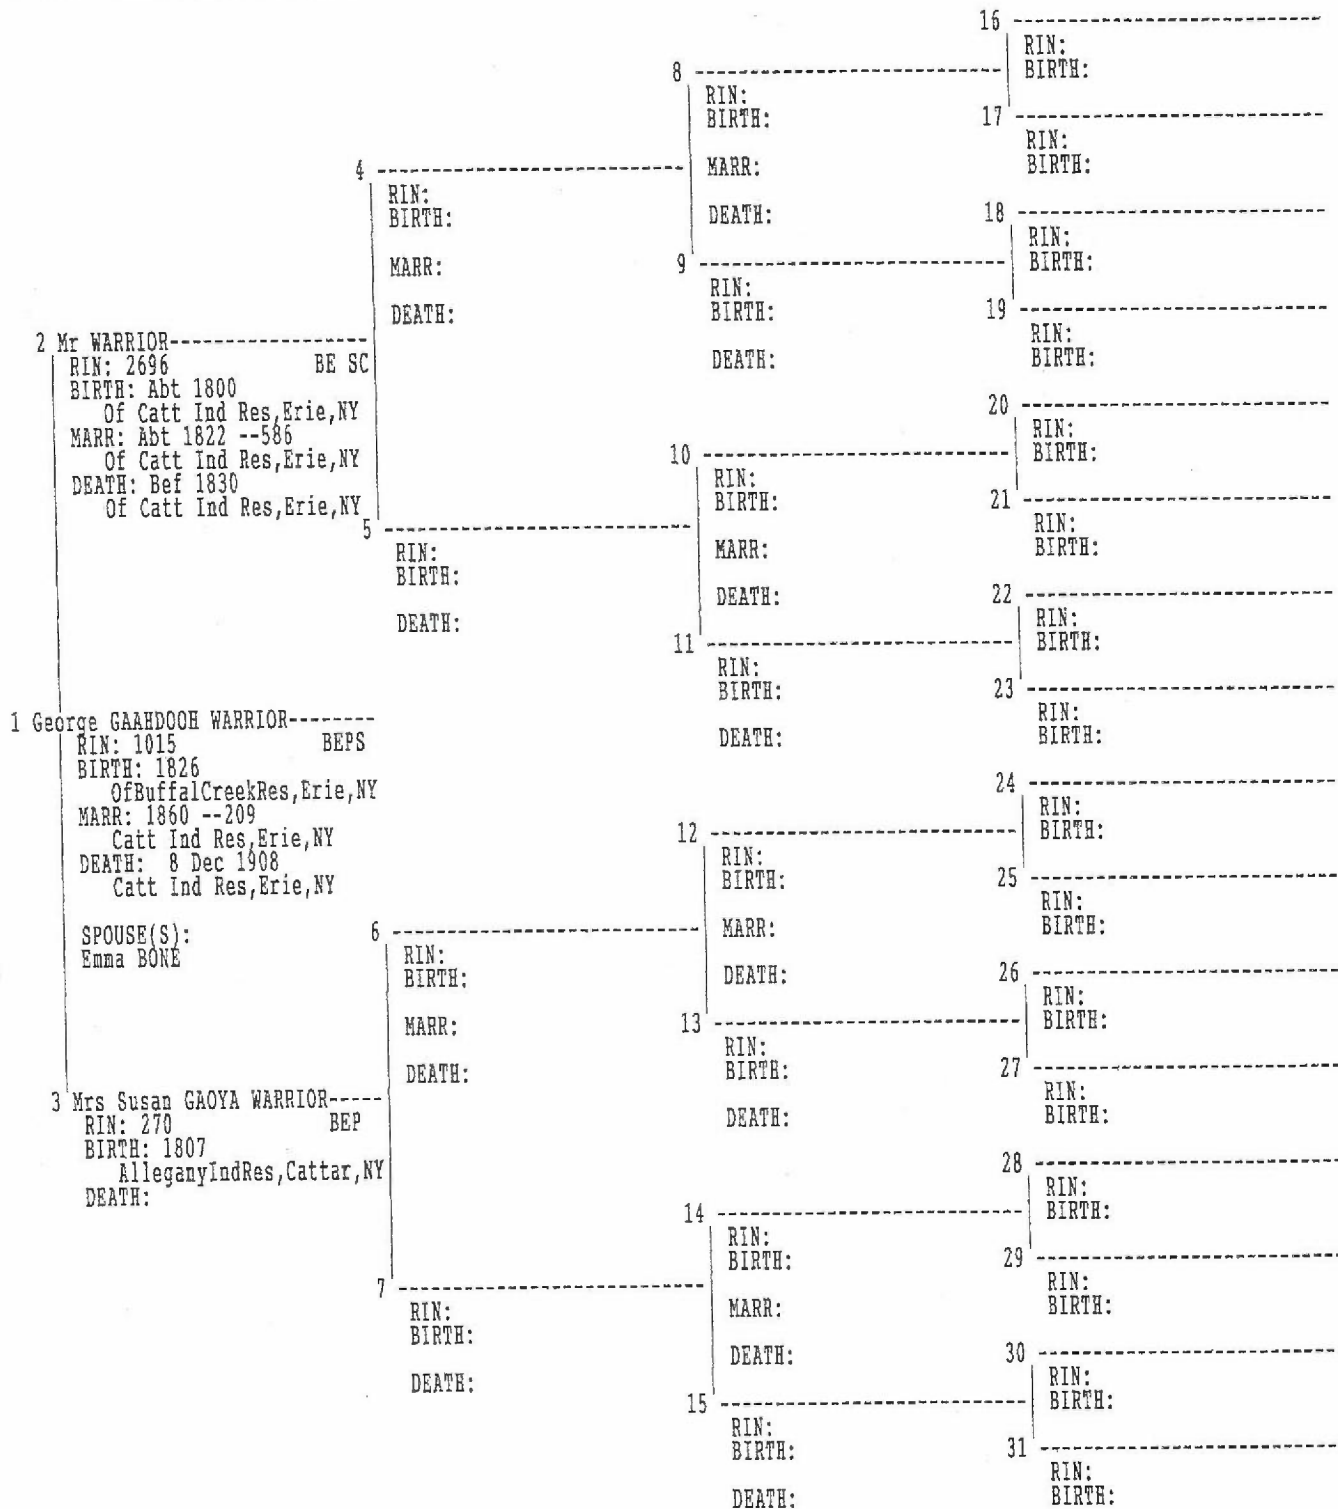 16 --------------------------------
RIN:
BIRTH:
8 --------------------------------
RIN:
BIRTH:
MARR:
DEATH:
17 --------------------------------
RIN:
BIRTH:
4 --------------------------------
RIN:
BIRTH:
MARR:
DEATH:
18 --------------------------------
RIN:
BIRTH:
9 --------------------------------
RIN:
BIRTH:
DEATH:
19 --------------------------------
RIN:
BIRTH:
2 Mr WARRIOR---------------------
RIN: 2696 BE SC
BIRTH: Abt 1800
Of Catt Ind Res,Erie,NY
MARR: Abt 1822 --586
Of Catt Ind Res,Erie,NY
DEATH: Bef 1830
Of Catt Ind Res,Erie,NY
20 --------------------------------
RIN:
BIRTH:
10 --------------------------------
RIN:
BIRTH:
MARR:
DEATH:
21 --------------------------------
RIN:
BIRTH:
5 --------------------------------
RIN:
BIRTH:
DEATH:
22 --------------------------------
RIN:
BIRTH:
11 --------------------------------
RIN:
BIRTH:
DEATH:
23 --------------------------------
RIN:
BIRTH:
1 George GAAHDOOH WARRIOR--------
RIN: 1015 BEPS
BIRTH: 1826
OfBuffalCreekRes,Erie,NY
MARR: 1860 --209
Catt Ind Res,Erie,NY
DEATH: 8 Dec 1908
Catt Ind Res,Erie,NY
SPOUSE(S):
Emma BONE
24 --------------------------------
RIN:
BIRTH:
12 --------------------------------
RIN:
BIRTH:
MARR:
DEATH:
25 --------------------------------
RIN:
BIRTH:
6 --------------------------------
RIN:
BIRTH:
MARR:
DEATH:
26 --------------------------------
RIN:
BIRTH:
13 --------------------------------
RIN:
BIRTH:
DEATH:
27 --------------------------------
RIN:
BIRTH:
3 Mrs Susan GAOYA WARRIOR-----
RIN: 270 BEP
BIRTH: 1807
AlleganyIndRes,Cattar,NY
DEATH:
28 --------------------------------
RIN:
BIRTH:
14 --------------------------------
RIN:
BIRTH:
MARR:
DEATH:
29 --------------------------------
RIN:
BIRTH:
7 --------------------------------
RIN:
BIRTH:
DEATH:
30 --------------------------------
RIN:
BIRTH:
15 --------------------------------
RIN:
BIRTH:
DEATH:
31 --------------------------------
RIN:
BIRTH: